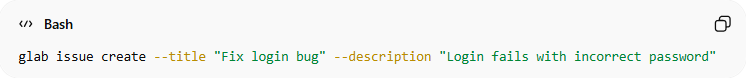 Bash
glab issue create --title "Fix login bug" --description "Login fails with incorrect password"